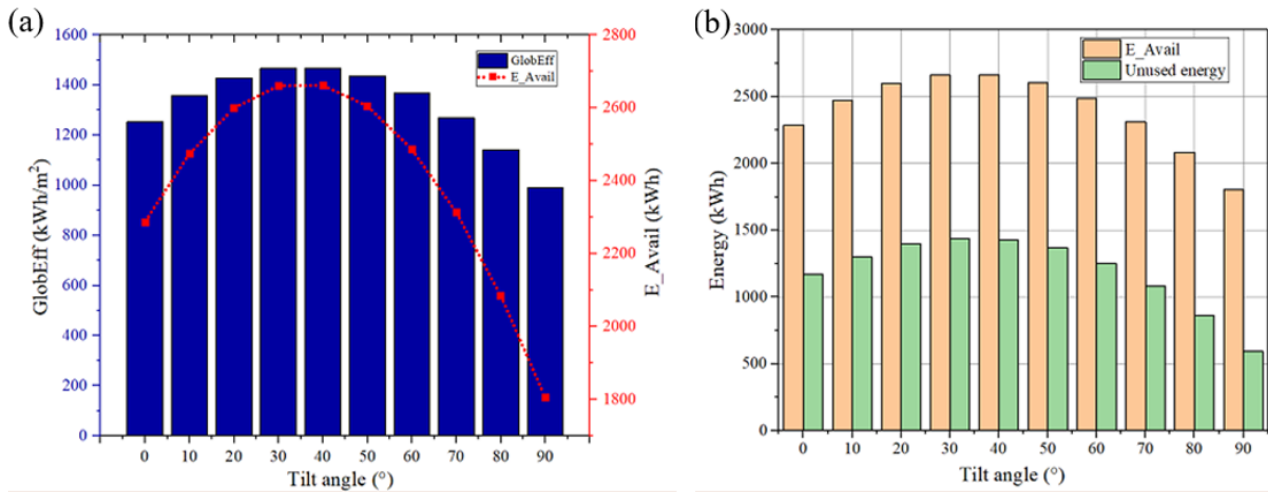 (a)
GlobEff
E_Avail
GlobEff (kWh/m²)
1600
1400
1200
1000
800
600
400
200
0
2800
2600
2400
2200
2000
1800
E_Avail (kWh)
0 10 20 30 40 50 60 70 80 90
Tilt angle (°)
(b)
E_Avail
Unused energy
Energy (kWh)
3000
2500
2000
1500
1000
500
0
0 10 20 30 40 50 60 70 80 90
Tilt angle (°)